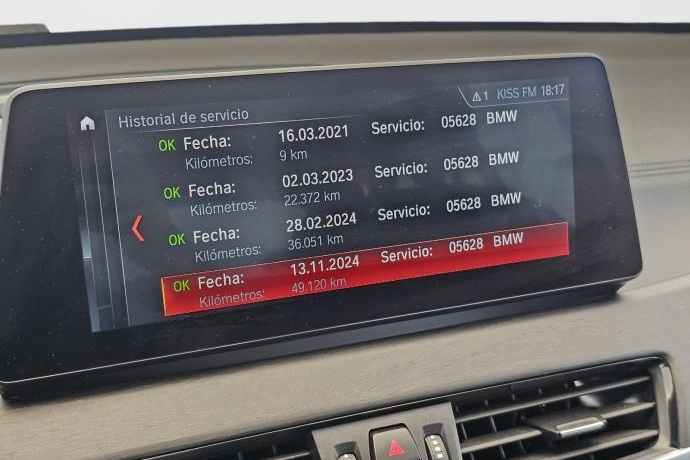 1 KISS FM 18:17
Historial de servicio
OK Fecha: 16.03.2021 Servicio: 05628 BMW
Kilómetros: 9 km
OK Fecha: 02.03.2023 Servicio: 05628 BMW
Kilómetros: 22.372 km
OK Fecha: 28.02.2024 Servicio: 05628 BMW
Kilómetros: 36.051 km
OK Fecha: 13.11.2024 Servicio: 05628 BMW
Kilómetros: 49.120 km